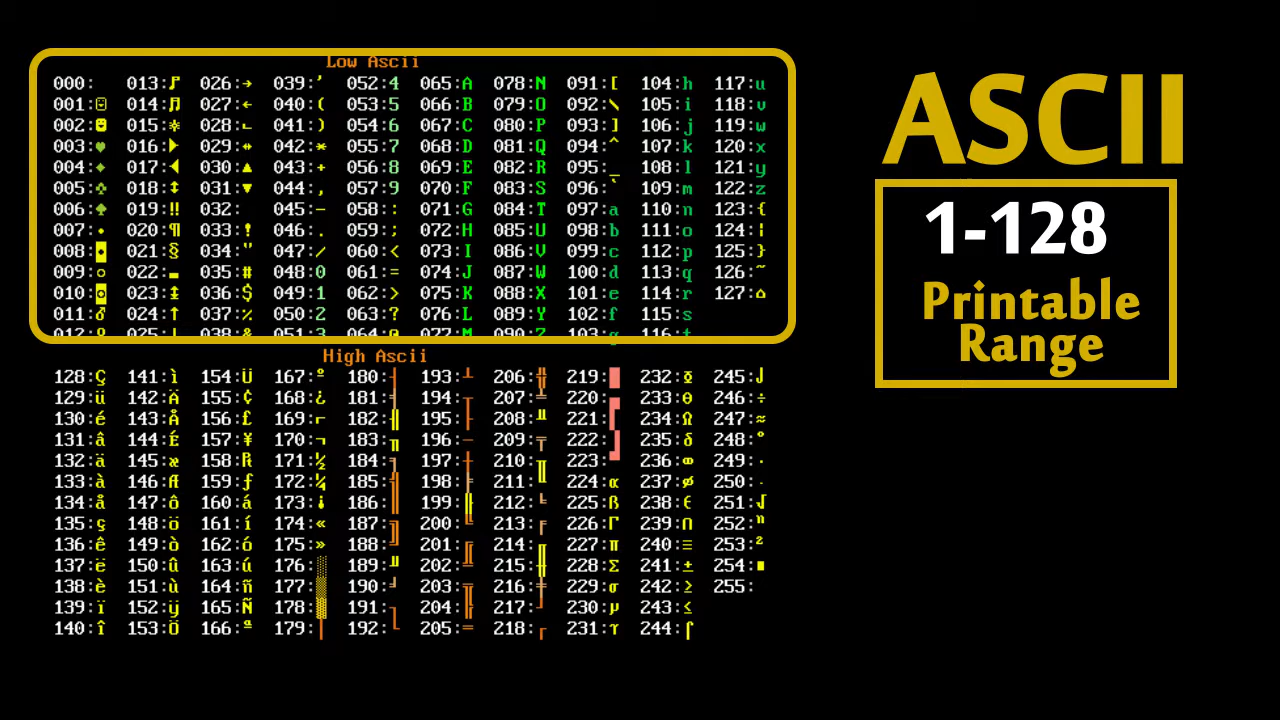 Low Ascii
000: 013:♪ 026:→ 039:' 052:4 065:A 078:N 091:[ 104:h 117:u
001:☺ 014:♫ 027:← 040:( 053:5 066:B 079:O 092:\ 105:i 118:v
002:☻ 015:☼ 028:∟ 041:) 054:6 067:C 080:P 093:] 106:j 119:w
003:♥ 016:► 029:↔ 042:* 055:7 068:D 081:Q 094:^ 107:k 120:x
004:♦ 017:◄ 030:▲ 043:+ 056:8 069:E 082:R 095:_ 108:l 121:y
005:♣ 018:↕ 031:▼ 044:, 057:9 070:F 083:S 096:` 109:m 122:z
006:♠ 019:‼ 032: 045:- 058:: 071:G 084:T 097:a 110:n 123:{
007:• 020:¶ 033:! 046:. 059:; 072:H 085:U 098:b 111:o 124:¦
008:◘ 021:§ 034:" 047:/ 060:< 073:I 086:V 099:c 112:p 125:}
009:○ 022:▬ 035:# 048:0 061:= 074:J 087:W 100:d 113:q 126:~
010:◙ 023:↨ 036:$ 049:1 062:> 075:K 088:X 101:e 114:r 127:⌂
011:♂ 024:↑ 037:% 050:2 063:? 076:L 089:Y 102:f 115:s
012:♀ 025:↓ 038:& 051:3 064:@ 077:M 090:Z 103:g 116:t
High Ascii
128:Ç 141:ì 154:Ü 167:º 180:┤ 193:┴ 206:╬ 219:█ 232:Φ 245:⌡
129:ü 142:Ä 155:¢ 168:¿ 181:╡ 194:┬ 207:╧ 220:▄ 233:Θ 246:÷
130:é 143:Å 156:£ 169:⌐ 182:╢ 195:├ 208:╨ 221:▌ 234:Ω 247:≈
131:â 144:É 157:¥ 170:¬ 183:╖ 196:─ 209:╤ 222:▐ 235:δ 248:°
132:ä 145:æ 158:₧ 171:½ 184:╕ 197:┼ 210:╥ 223:▀ 236:∞ 249:∙
133:à 146:Æ 159:ƒ 172:¼ 185:╣ 198:╞ 211:╙ 224:α 237:φ 250:·
134:å 147:ô 160:á 173:¡ 186:║ 199:╟ 212:╘ 225:ß 238:ε 251:√
135:ç 148:ö 161:í 174:« 187:╗ 200:╚ 213:╒ 226:Γ 239:∩ 252:ⁿ
136:ê 149:ò 162:ó 175:» 188:╝ 201:╔ 214:╓ 227:π 240:≡ 253:²
137:ë 150:û 163:ú 176:░ 189:╜ 202:╩ 215:╫ 228:Σ 241:± 254:■
138:è 151:ù 164:ñ 177:▒ 190:╛ 203:╦ 216:╪ 229:σ 242:≥ 255:
139:ï 152:ÿ 165:Ñ 178:▓ 191:┐ 204:╠ 217:┘ 230:µ 243:≤
140:î 153:Ö 166:ª 179:│ 192:└ 205:═ 218:┌ 231:τ 244:⌠
ASCII
1-128
Printable
Range